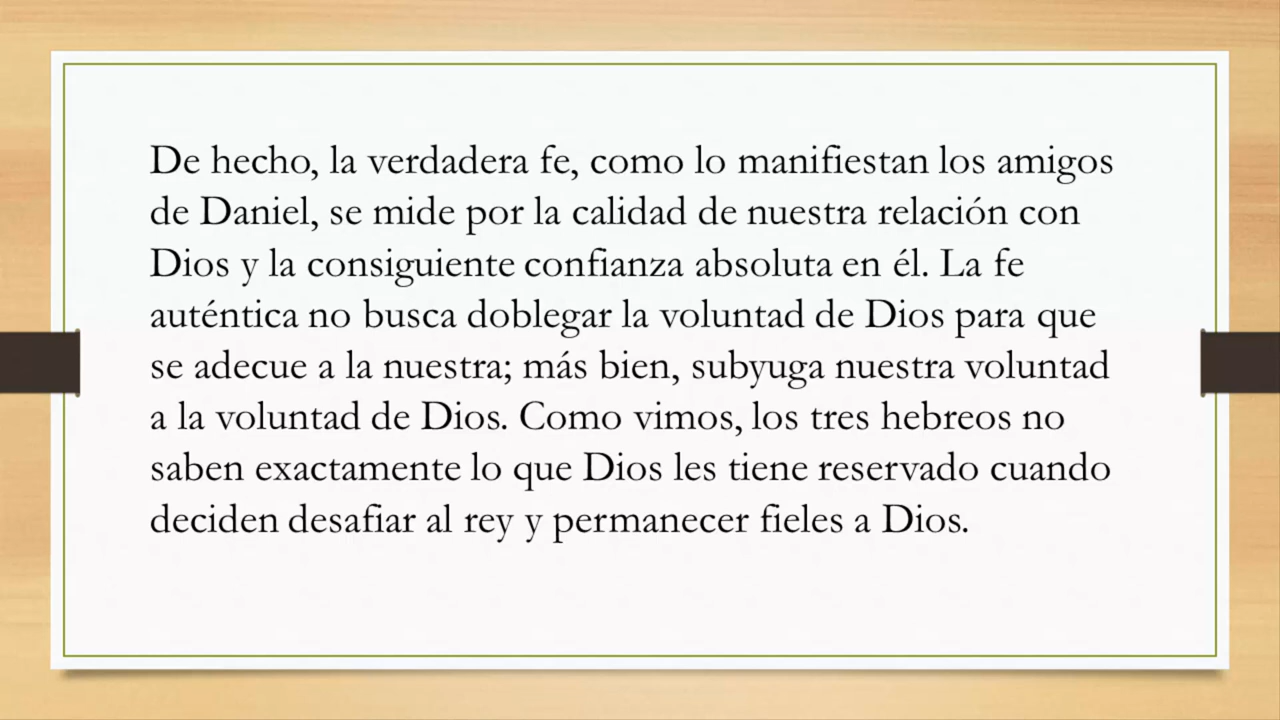 De hecho, la verdadera fe, como lo manifiestan los amigos
de Daniel, se mide por la calidad de nuestra relación con
Dios y la consiguiente confianza absoluta en él. La fe
auténtica no busca doblegar la voluntad de Dios para que
se adecue a la nuestra; más bien, subyuga nuestra voluntad
a la voluntad de Dios. Como vimos, los tres hebreos no
saben exactamente lo que Dios les tiene reservado cuando
deciden desafiar al rey y permanecer fieles a Dios.